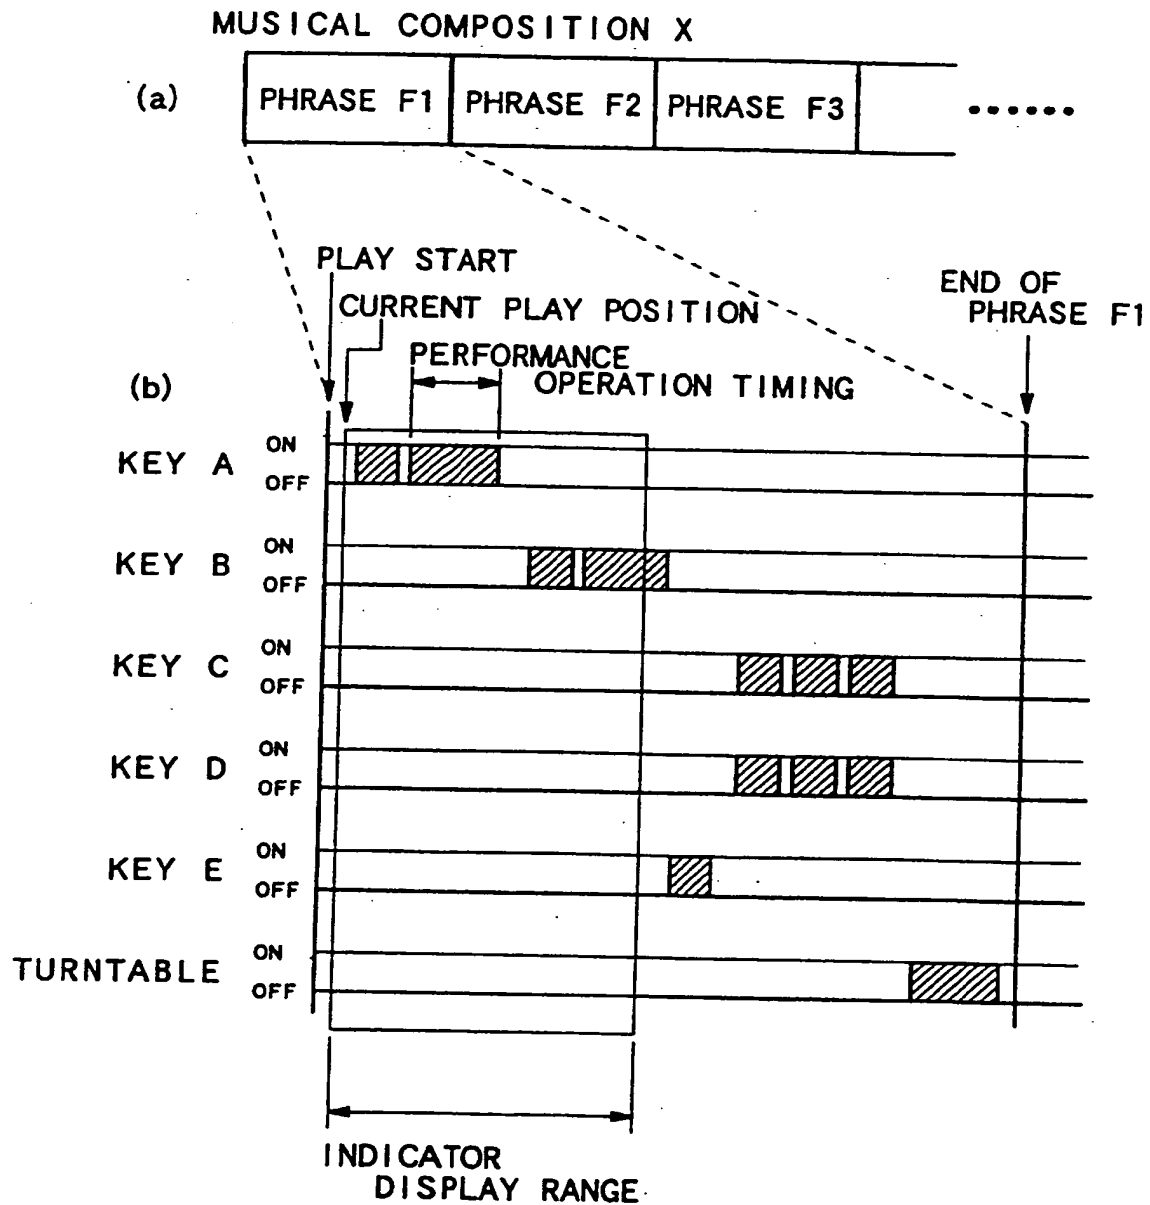 MUSICAL COMPOSITION X
(a)
PHRASE F1
PHRASE F2
PHRASE F3
......
PLAY START
CURRENT PLAY POSITION
END OF
PHRASE F1
PERFORMANCE
OPERATION TIMING
(b)
KEY A
ON
OFF
KEY B
ON
OFF
KEY C
ON
OFF
KEY D
ON
OFF
KEY E
ON
OFF
TURNTABLE
ON
OFF
INDICATOR
DISPLAY RANGE